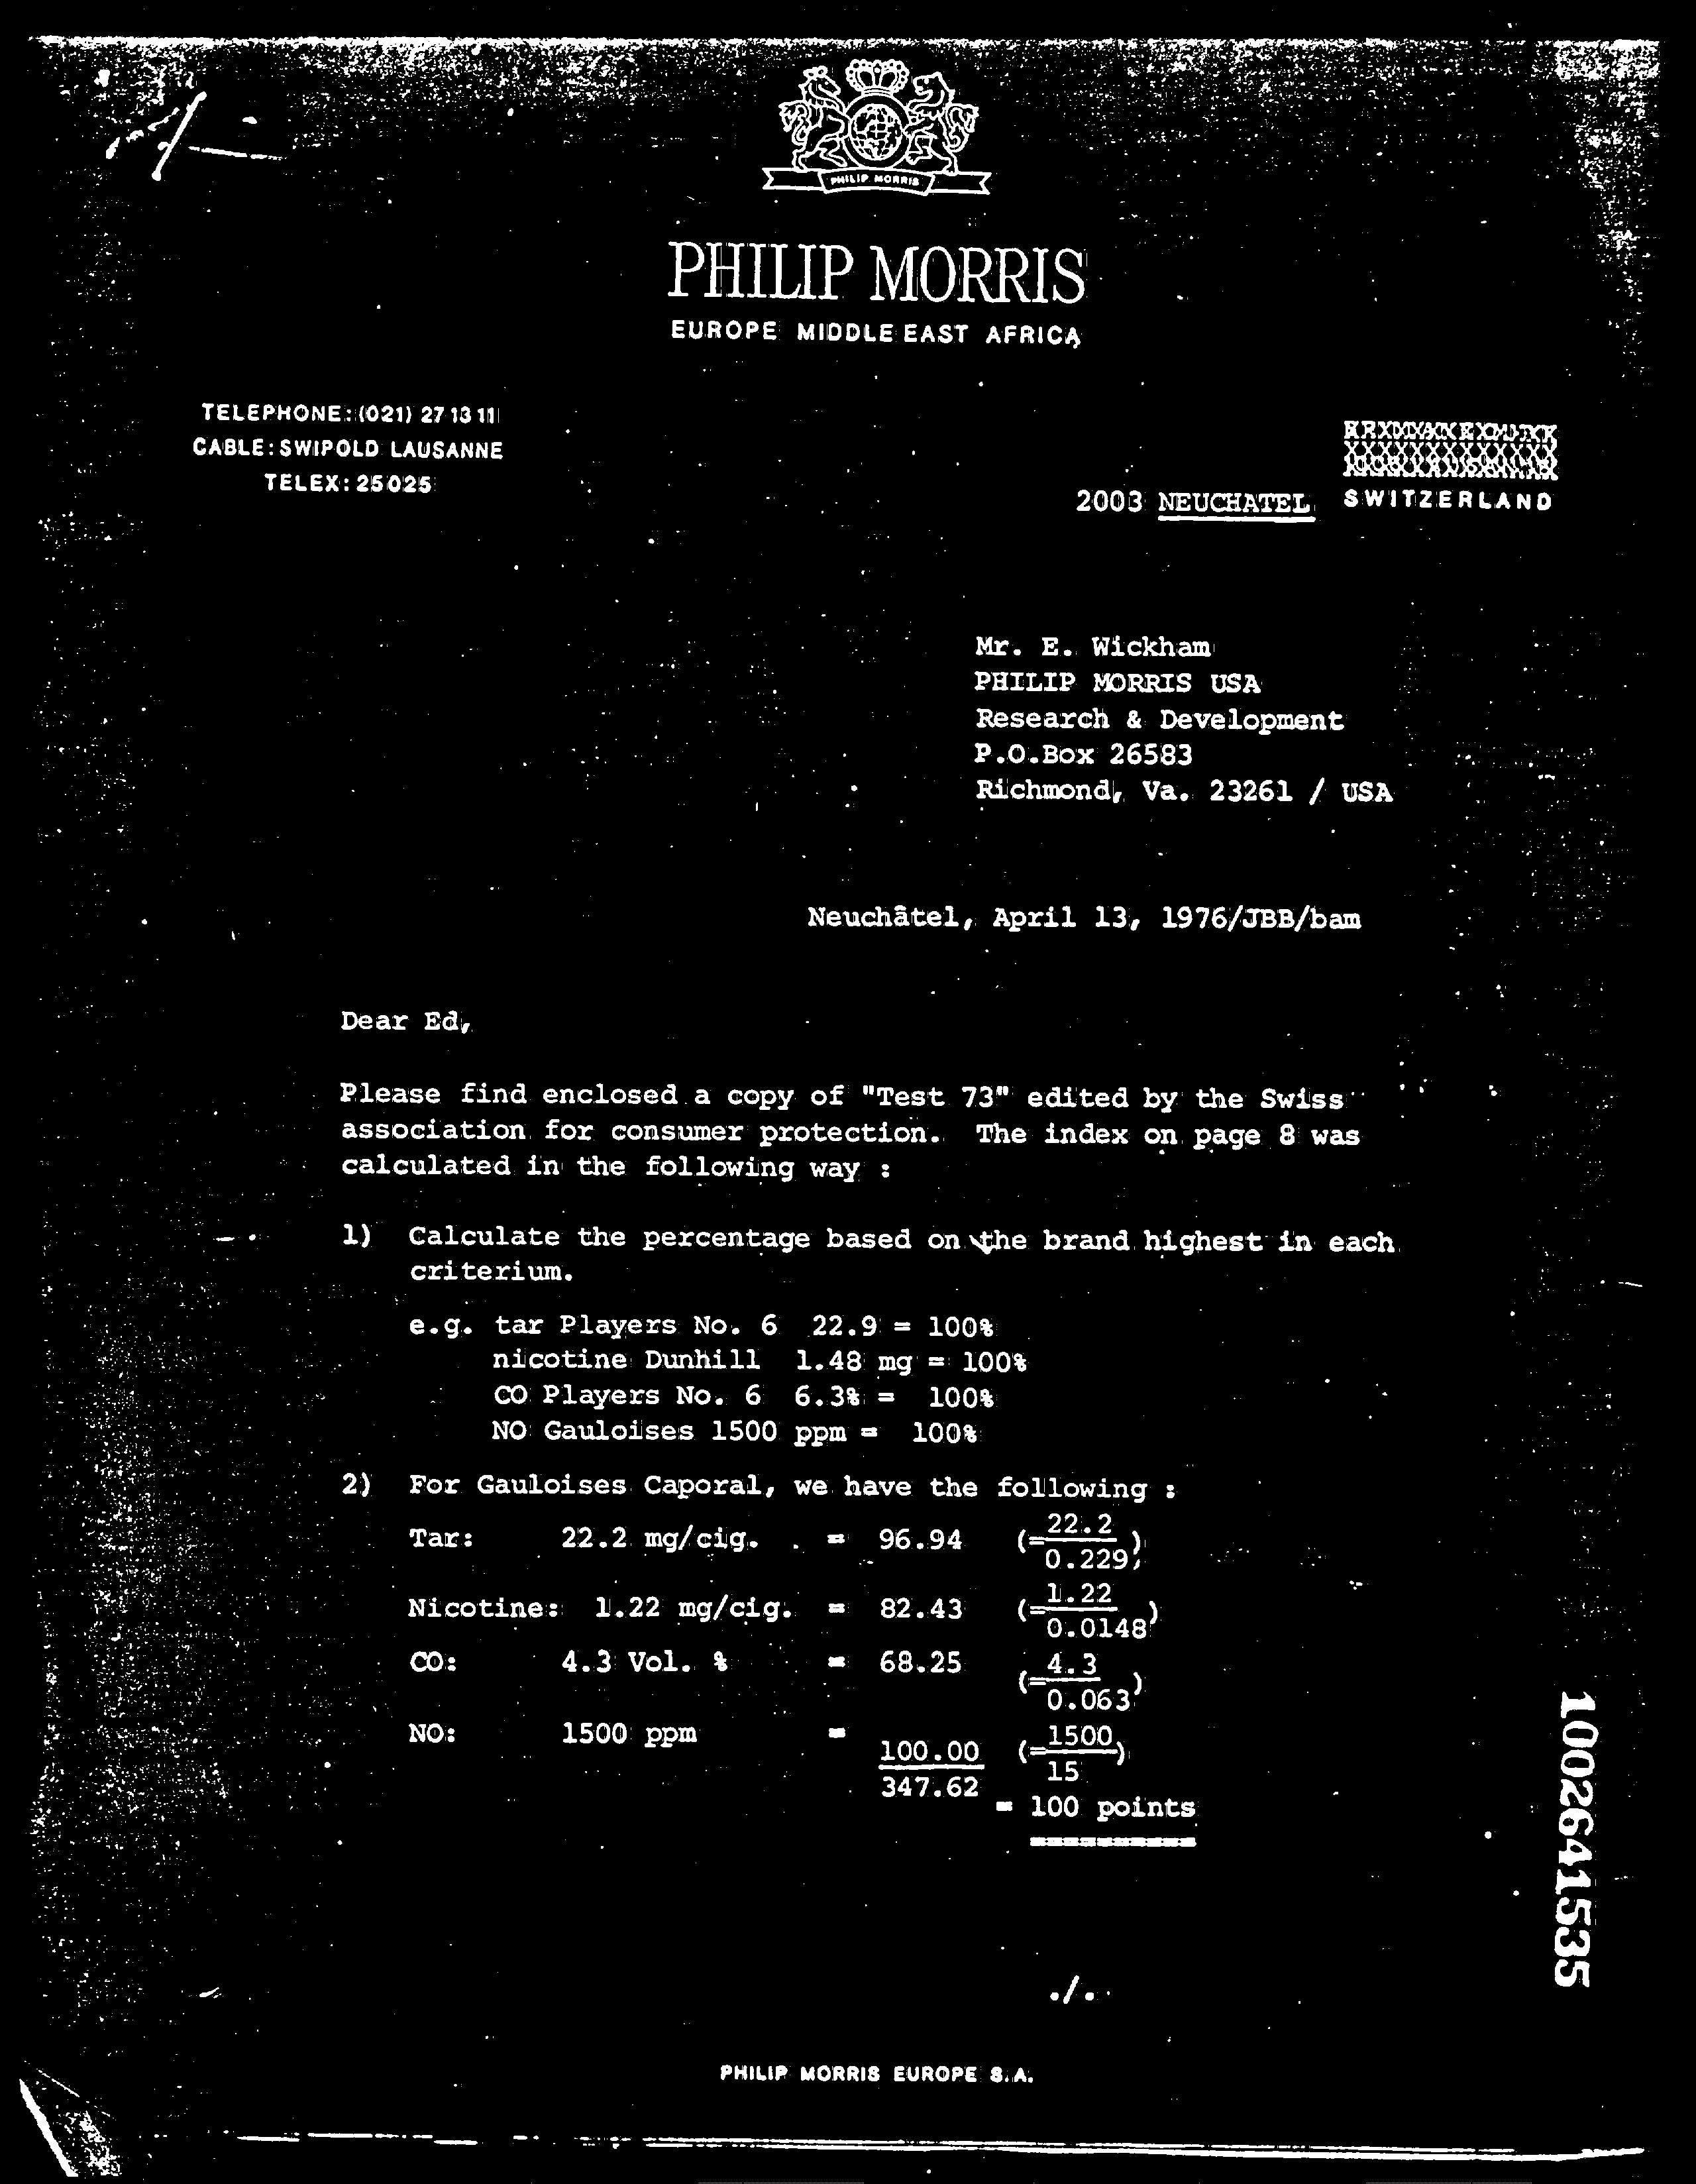 PHILIP MORRIS
PHILIP MORRIS
EUROPE MIDDLE EAST AFRICA
TELEPHONE: (021) 27 13 11
CABLE: SWIPOLD LAUSANNE
TELEX: 25025
2003 NEUCHATEL SWITZERLAND
Mr. E. Wickham
PHILIP MORRIS USA
Research & Development
P.O.Box 26583
Richmond, Va. 23261 / USA
Neuchâtel, April 13, 1976/JBB/bam
Dear Ed,
Please find enclosed a copy of "Test 73" edited by the Swiss
association for consumer protection. The index on page 8 was
calculated in the following way :
1) Calculate the percentage based on the brand highest in each
criterium.
e.g. tar Players No. 6 22.9 = 100%
nicotine Dunhill 1.48 mg = 100%
CO Players No. 6 6.3% = 100%
NO Gauloises 1500 ppm = 100%
2) For Gauloises Caporal, we have the following :
Tar: 22.2 mg/cig. = 96.94 (= 22.2
0.229)
Nicotine: 1.22 mg/cig. = 82.43 (= 1.22
0.0148)
CO: 4.3 Vol. % = 68.25 (= 4.3
0.063)
NO: 1500 ppm = 100.00 (= 1500
15)
347.62
= 100 points
==========
./.
1002641535
PHILIP MORRIS EUROPE S.A.